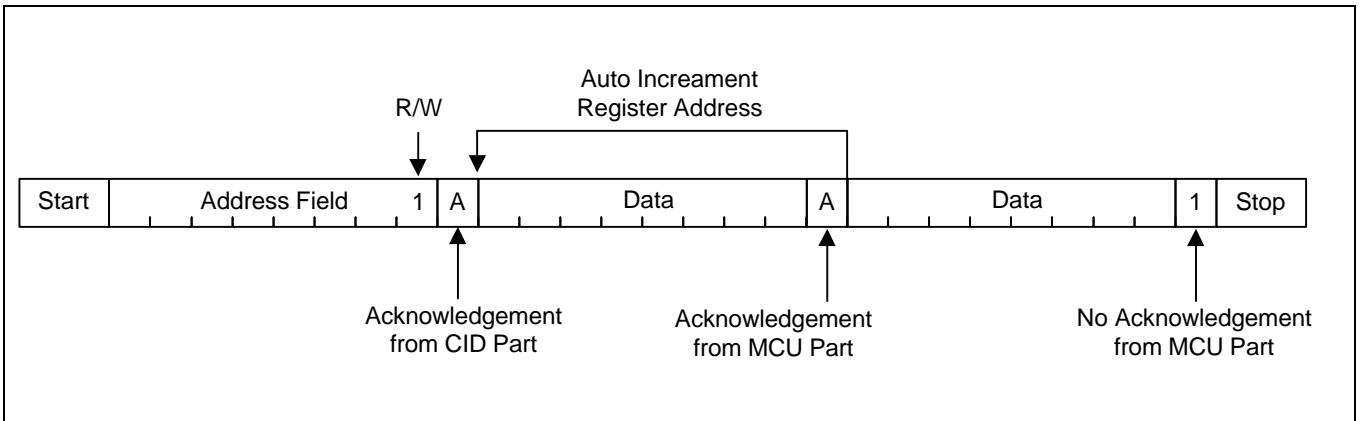 Auto Increament
Register Address
R/W
Start Address Field 1 A Data A Data 1 Stop
Acknowledgement
from CID Part
Acknowledgement
from MCU Part
No Acknowledgement
from MCU Part